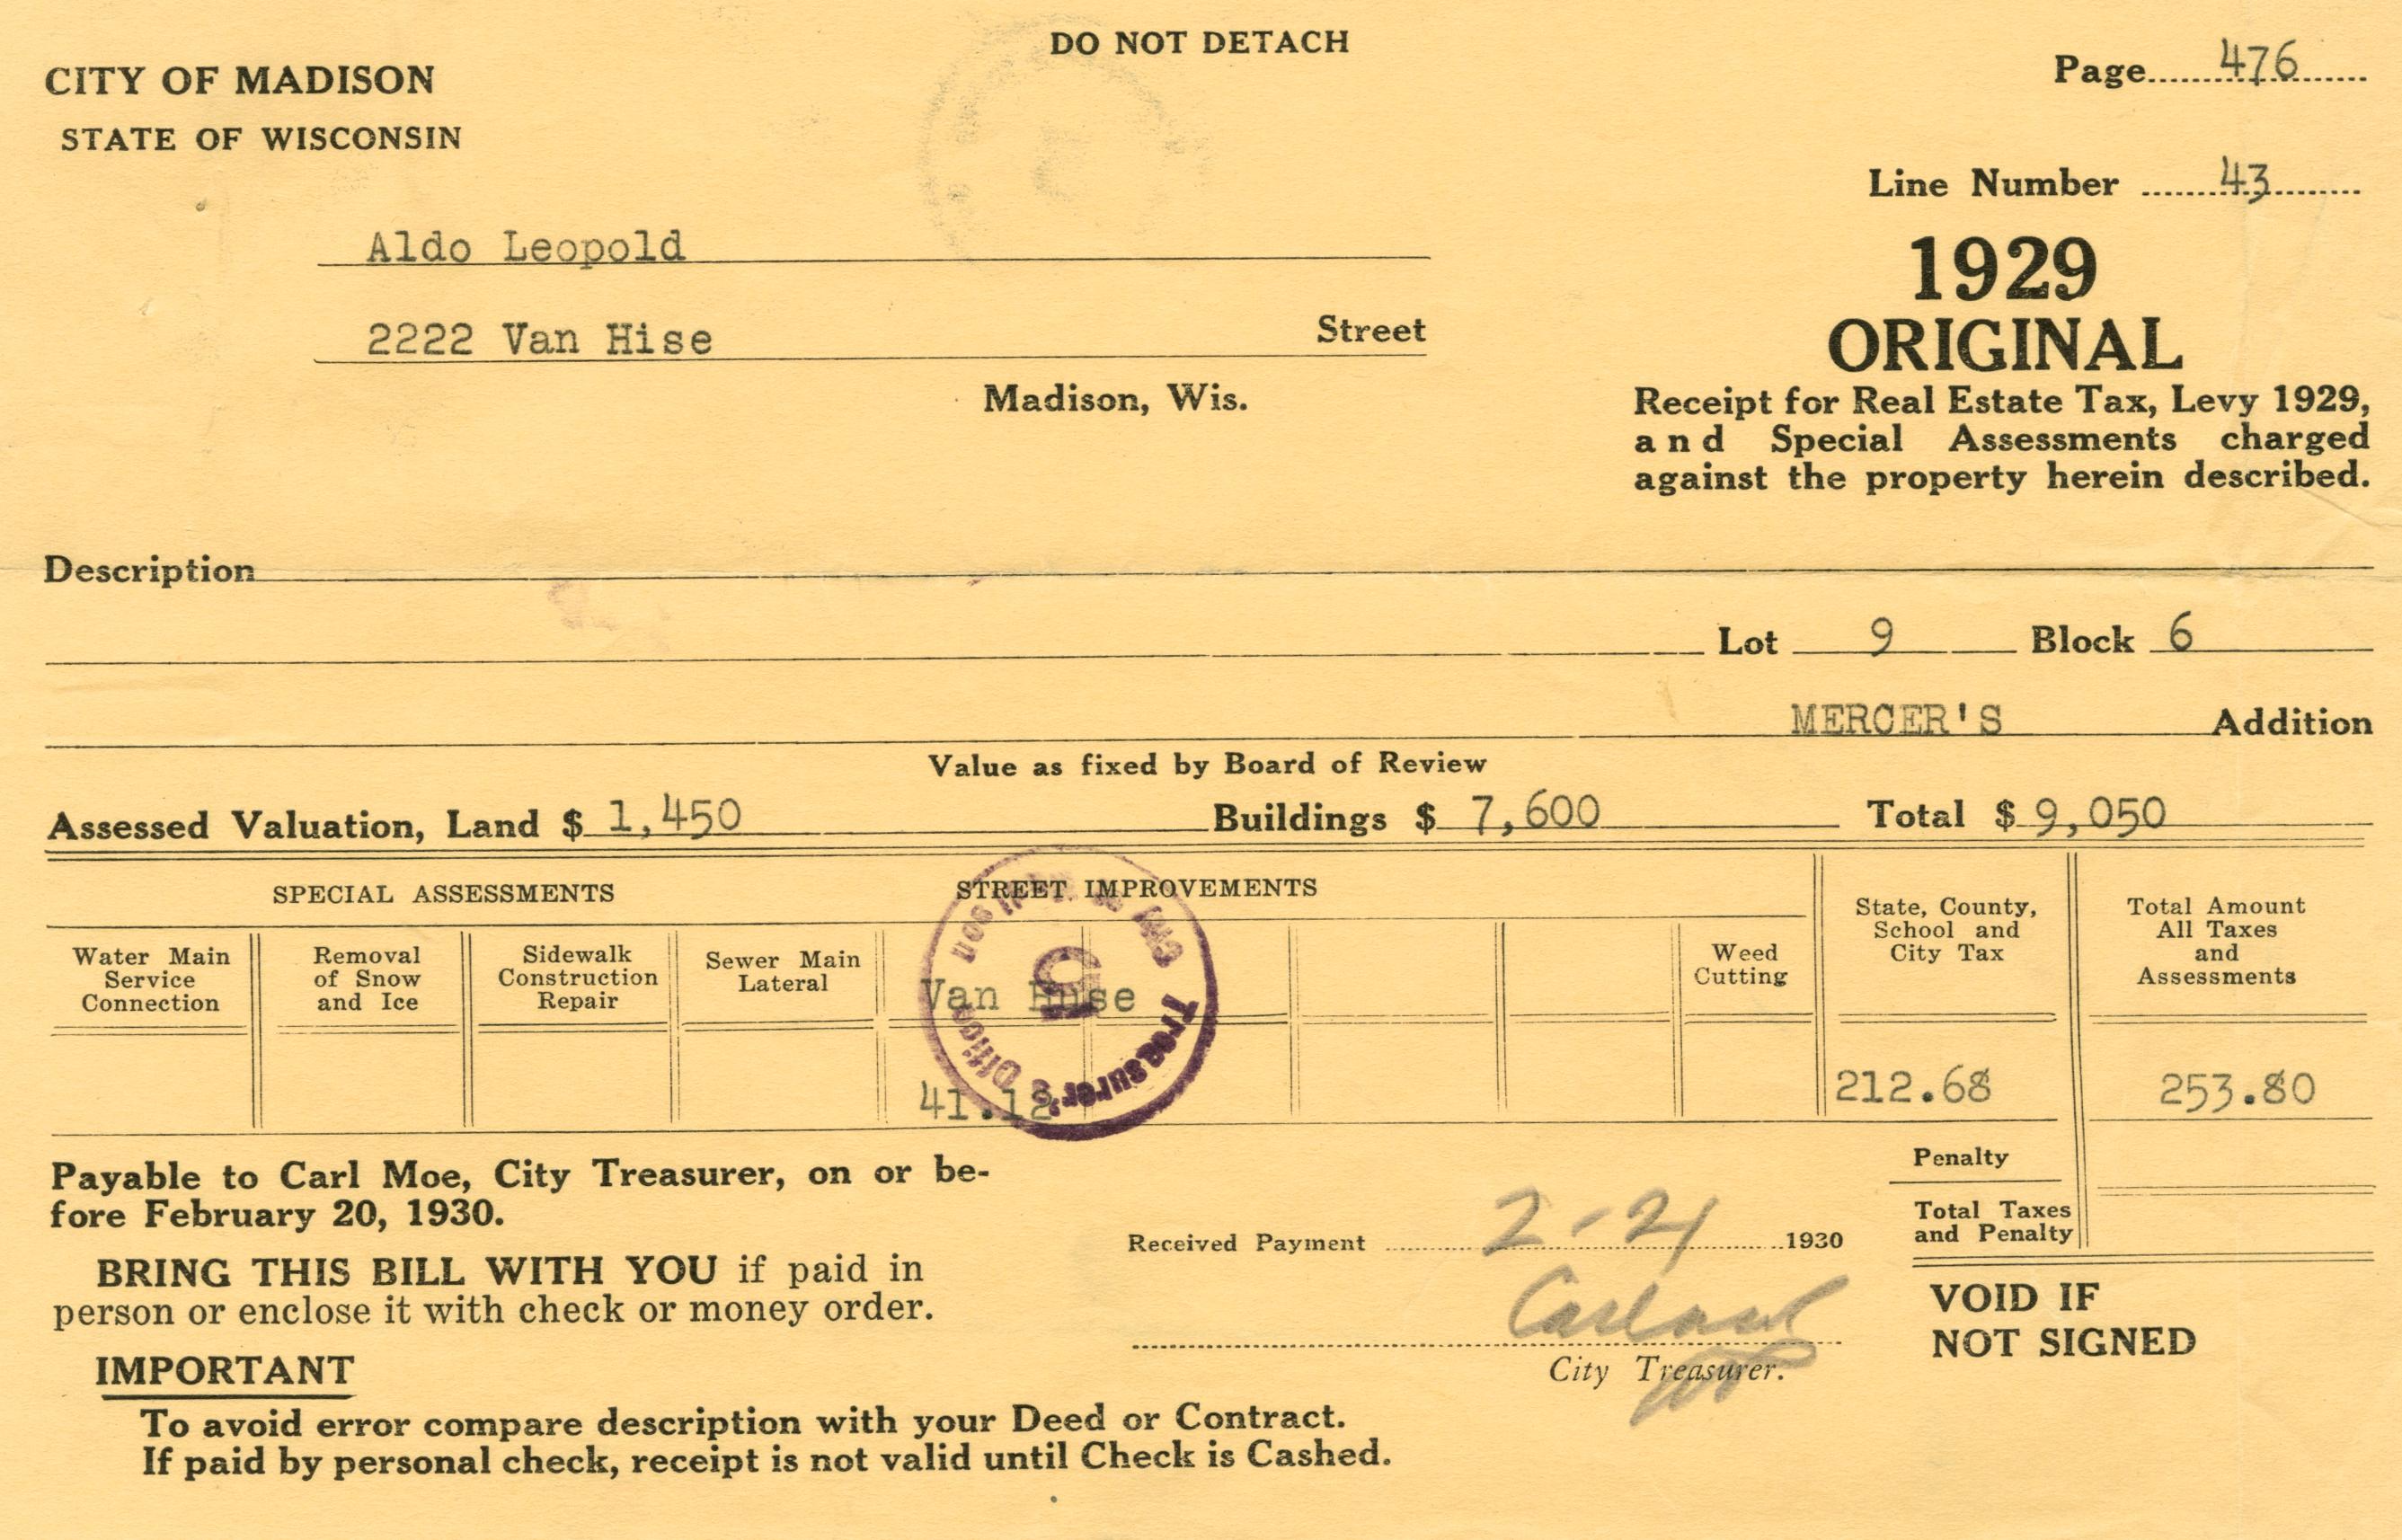 DO NOT DETACH
CITY OF MADISON
STATE OF WISCONSIN
Page 476
Line Number 43
Aldo Leopold
2222 Van Hise Street
Madison, Wis.
1929
ORIGINAL
Receipt for Real Estate Tax, Levy 1929,
and Special Assessments charged
against the property herein described.
Description
Lot 9 Block 6
MERCER'S Addition
Value as fixed by Board of Review
Assessed Valuation, Land $ 1,450 Buildings $ 7,600 Total $ 9,050
SPECIAL ASSESSMENTS
STREET IMPROVEMENTS
Water Main
Service
Connection
Removal
of Snow
and Ice
Sidewalk
Construction
Repair
Sewer Main
Lateral
Van Hise
Weed
Cutting
State, County,
School and
City Tax
Total Amount
All Taxes
and
Assessments
City of Madison
5
Treasurer's Office
41.12
212.68
253.80
Penalty
Total Taxes
and Penalty
Payable to Carl Moe, City Treasurer, on or be-
fore February 20, 1930.
BRING THIS BILL WITH YOU if paid in
person or enclose it with check or money order.
IMPORTANT
To avoid error compare description with your Deed or Contract.
If paid by personal check, receipt is not valid until Check is Cashed.
Received Payment 2-21 1930
City Treasurer.
VOID IF
NOT SIGNED